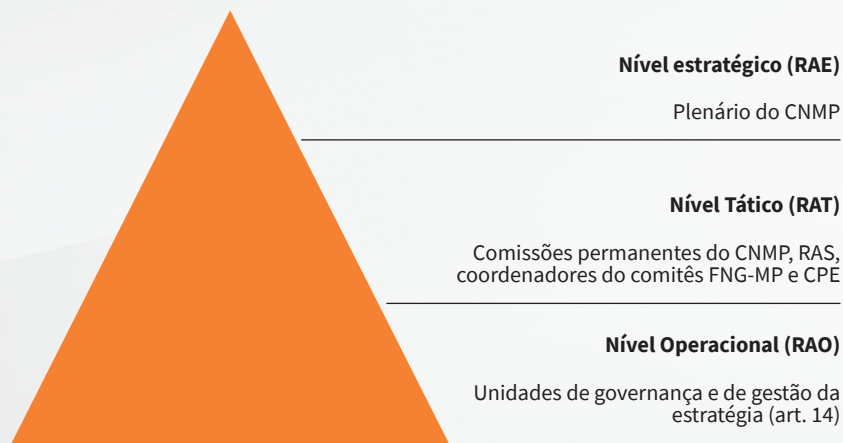 Nível estratégico (RAE)
Plenário do CNMP
Nível Tático (RAT)
Comissões permanentes do CNMP, RAS,
coordenadores do comitês FNG-MP e CPE
Nível Operacional (RAO)
Unidades de governança e de gestão da
estratégia (art. 14)